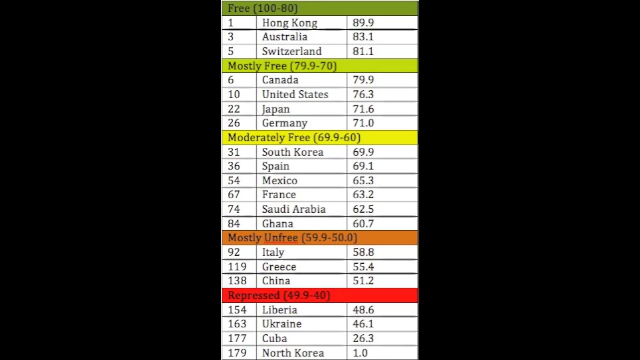 Free (100-80)
1 Hong Kong 89.9
3 Australia 83.1
5 Switzerland 81.1
Mostly Free (79.9-70)
6 Canada 79.9
10 United States 76.3
22 Japan 71.6
26 Germany 71.0
Moderately Free (69.9-60)
31 South Korea 69.9
36 Spain 69.1
54 Mexico 65.3
67 France 63.2
74 Saudi Arabia 62.5
84 Ghana 60.7
Mostly Unfree (59.9-50.0)
92 Italy 58.8
119 Greece 55.4
138 China 51.2
Repressed (49.9-40)
154 Liberia 48.6
163 Ukraine 46.1
177 Cuba 26.3
179 North Korea 1.0